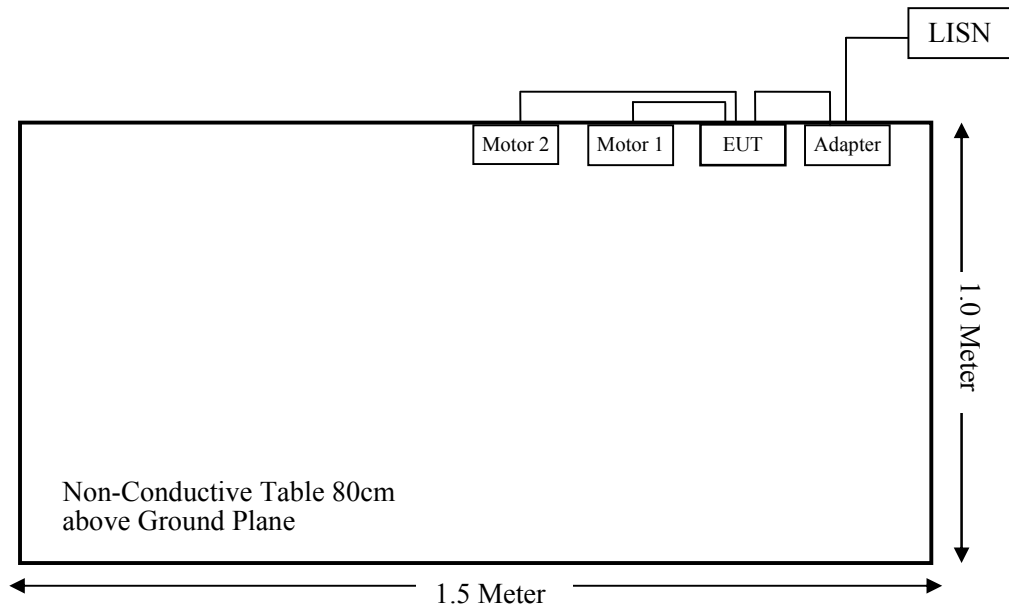 LISN
Motor 2
Motor 1
EUT
Adapter
1.0 Meter
Non-Conductive Table 80cm
above Ground Plane
1.5 Meter